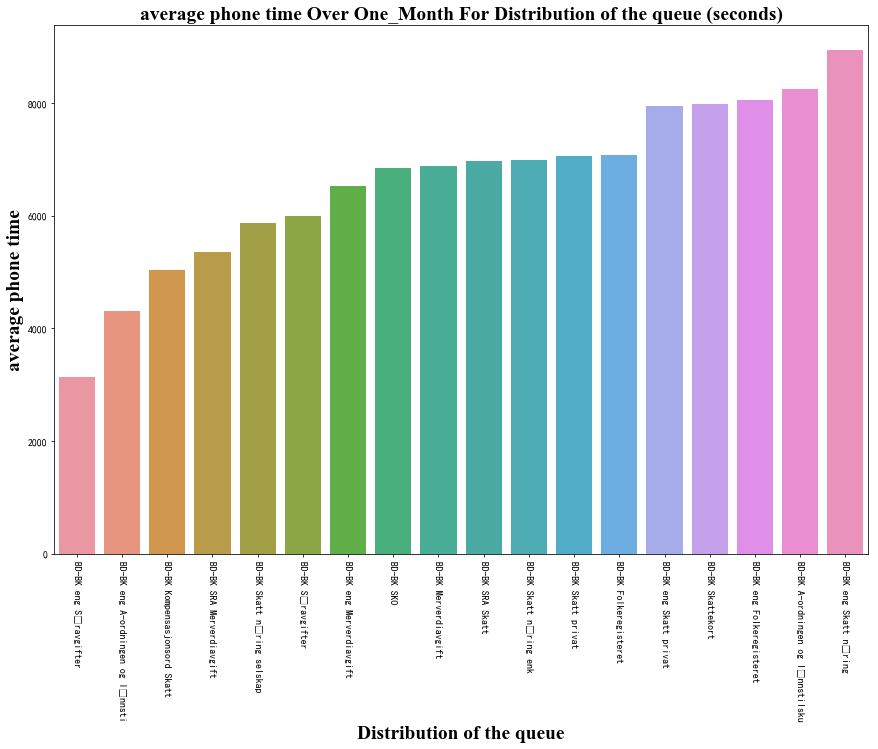 average phone time Over One_Month For Distribution of the queue (seconds)
average phone time
8000
6000
4000
2000
0
BD-BK eng S□ravgifter
BD-BK eng A-ordningen og l□nnsti
BD-BK Kompensasjonsord Skatt
BD-BK SRA Merverdiavgift
BD-BK Skatt n□ring selskap
BD-BK S□ravgifter
BD-BK eng Merverdiavgift
BD-BK SKO
BD-BK Merverdiavgift
BD-BK SRA Skatt
BD-BK Skatt n□ring enk
BD-BK Skatt privat
BD-BK Folkeregisteret
BD-BK eng Skatt privat
BD-BK Skattekort
BD-BK eng Folkeregisteret
BD-BK A-ordningen og l□nnstilsku
BD-BK eng Skatt n□ring
Distribution of the queue